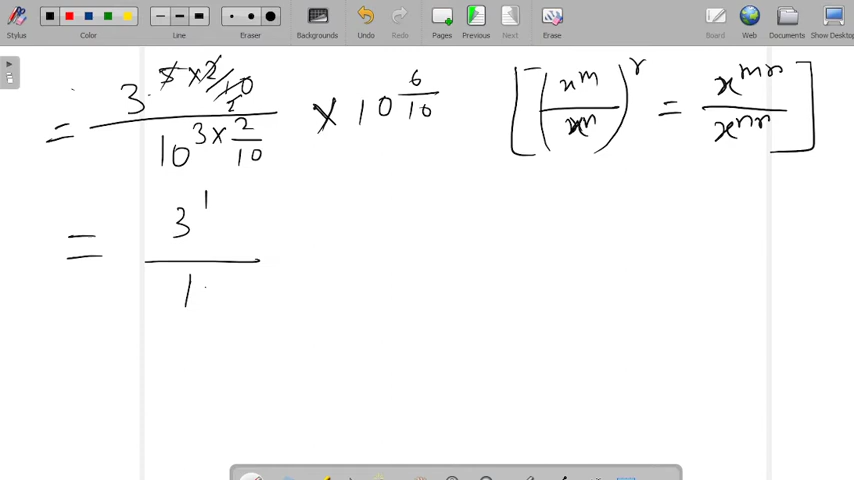 Stylus Color Line Eraser Backgrounds Undo Redo Pages Previous Next Erase Board Web Documents Show Desktop
= 3^(5×2/10) / 10^(3×2/10) × 10^(6/10) [(x^m / x^n)^r = x^mr / x^nr]
= 3^1 / 1